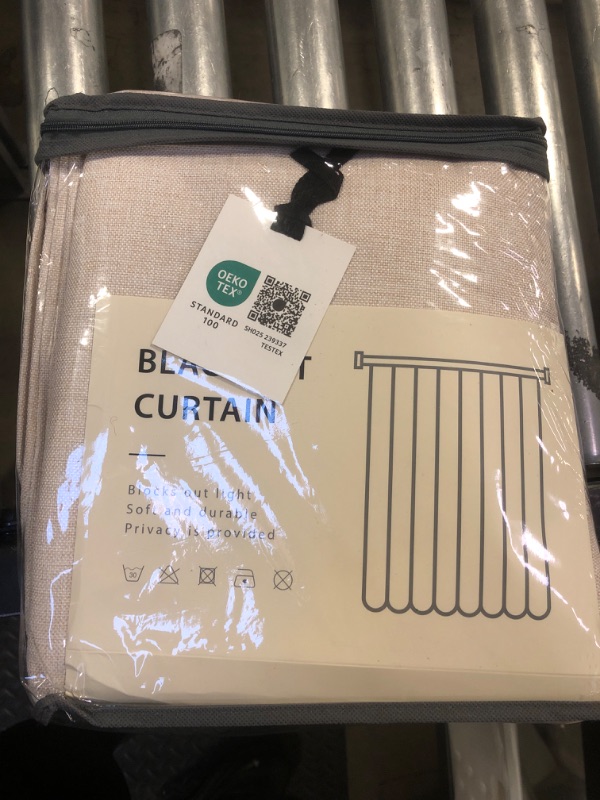 OEKO
TEX®
STANDARD
100
SH025 239337
TESTEX
CURTAIN
Blocks out light
Soft and durable
Privacy is provided
30